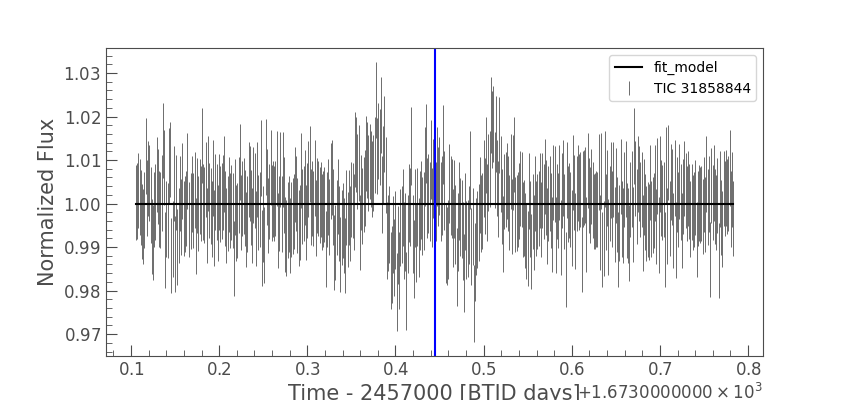 Normalized Flux
1.03
1.02
1.01
1.00
0.99
0.98
0.97
fit_model
TIC 31858844
0.1 0.2 0.3 0.4 0.5 0.6 0.7 0.8
Time - 2457000 [BTJD days]
+1.6730000000 × 10³